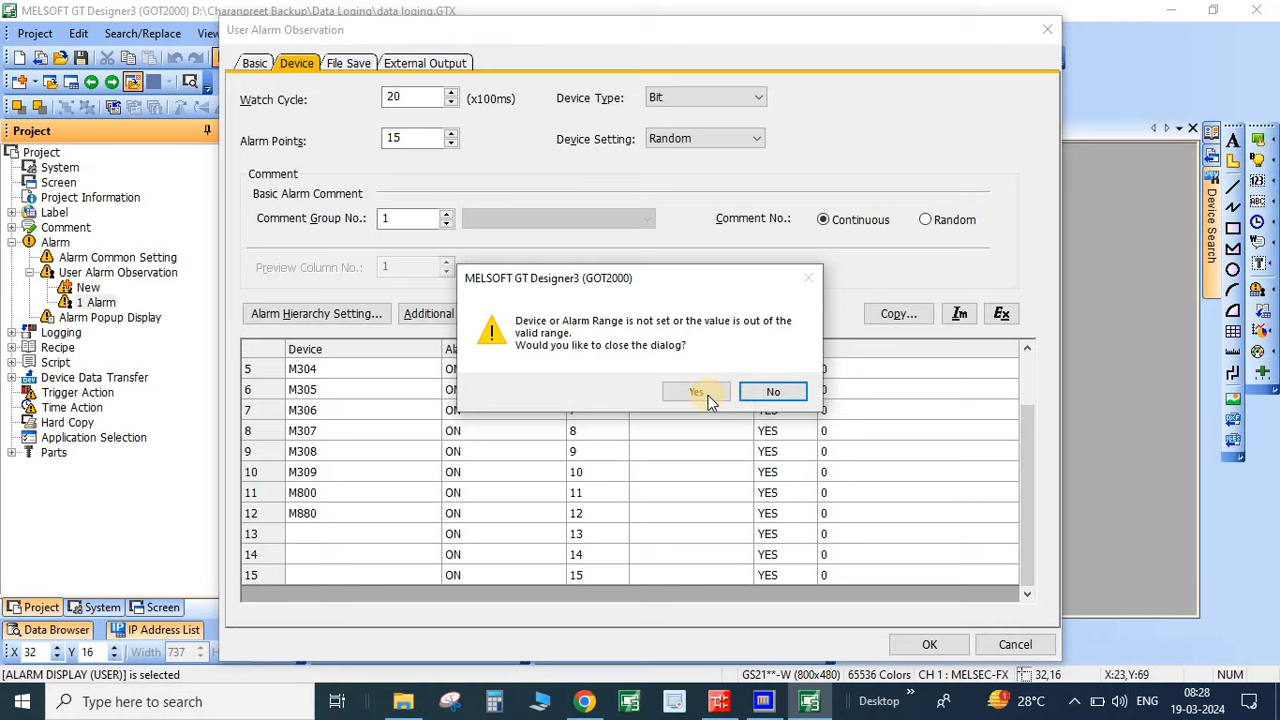 MELSOFT GT Designer3 (GOT2000) D:\Charanpreet Backup\Data Loging\data loging.GTX
Project Edit Search/Replace
User Alarm Observation
Basic Device File Save External Output
Watch Cycle: 20 (x100ms) Device Type: Bit
Alarm Points: 15 Device Setting: Random
Comment
Basic Alarm Comment
Comment Group No.: 1 Comment No.: Continuous Random
Preview Column No.: 1
Alarm Hierarchy Setting... Additional Copy... Im Ex
Device
5 M304 ON 0
6 M305 0
7 M306 0
8 M307 ON 8 YES 0
9 M308 ON 9 YES 0
10 M309 ON 10 YES 0
11 M800 ON 11 YES 0
12 M880 ON 12 YES 0
13 ON 13 YES 0
14 ON 14 YES 0
15 ON 15 YES 0
OK Cancel
MELSOFT GT Designer3 (GOT2000)
Device or Alarm Range is not set or the value is out of the
valid range.
Would you like to close the dialog?
Yes No
Project
Project
System
Screen
Project Information
Label
Comment
Alarm
Alarm Common Setting
User Alarm Observation
New
1 Alarm
Alarm Popup Display
Logging
Recipe
Script
Device Data Transfer
Trigger Action
Time Action
Hard Copy
Application Selection
Parts
Device Search
Project System Screen
Data Browser IP Address List
X 32 Y 16 Width 737
[ALARM DISPLAY (USER)] is selected GS21**-W (800x480) 65536 Colors CH 1 : MELSEC-FX 32,16 X:23,Y:69 NUM
Type here to search
Desktop
28°C
ENG
08:28
19-03-2024